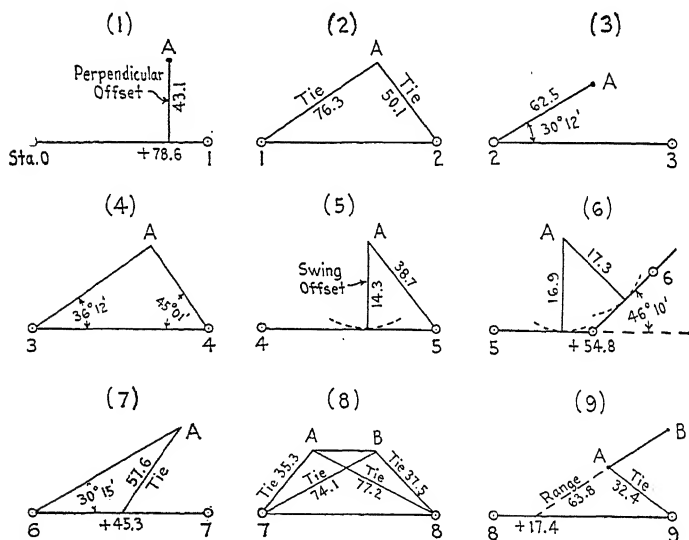 (1)
A
Perpendicular
Offset
43.1
Sta.0
+78.6
1
(2)
A
Tie
76.3
Tie
50.1
1
2
(3)
A
62.5
30°12'
2
3
(4)
A
36°12'
45°01'
3
4
(5)
A
Swing
Offset
14.3
38.7
4
5
(6)
A
17.3
16.9
6
46°10'
5
+54.8
(7)
A
57.6
Tie
30°15'
6
+45.3
7
(8)
A
B
Tie 35.3
Tie
74.1
Tie
77.2
Tie 37.5
7
8
(9)
B
A
Range
63.8
Tie
32.4
8
+17.4
9